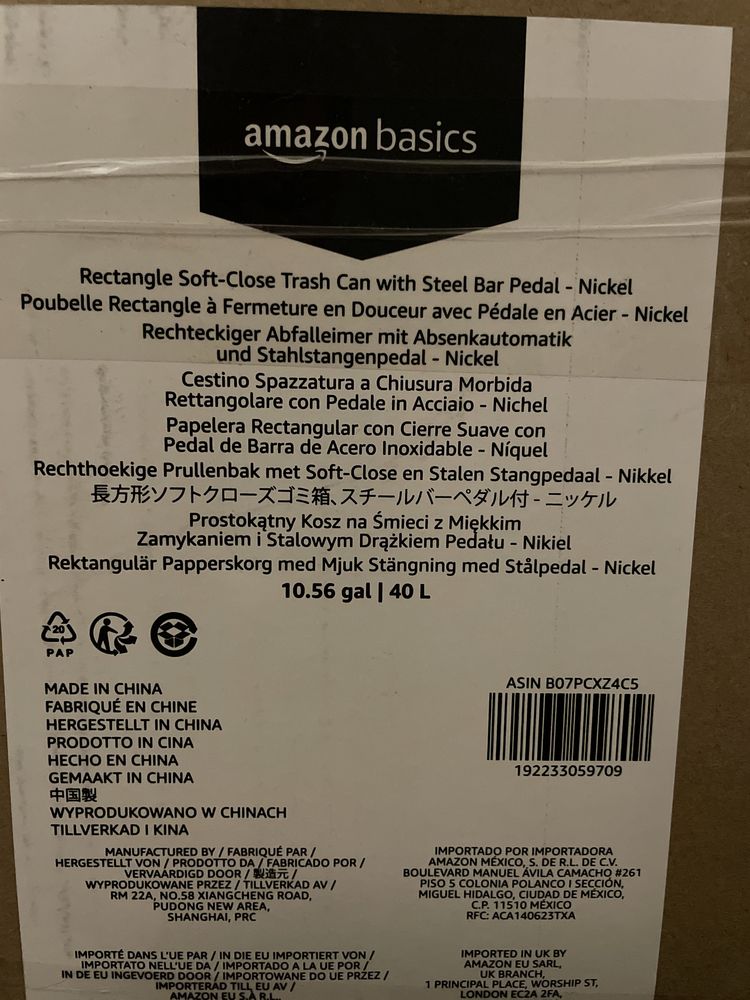 amazon basics
Rectangle Soft-Close Trash Can with Steel Bar Pedal - Nickel
Poubelle Rectangle à Fermeture en Douceur avec Pédale en Acier - Nickel
Rechteckiger Abfalleimer mit Absenkautomatik
und Stahlstangenpedal - Nickel
Cestino Spazzatura a Chiusura Morbida
Rettangolare con Pedale in Acciaio - Nichel
Papelera Rectangular con Cierre Suave con
Pedal de Barra de Acero Inoxidable - Níquel
Rechthoekige Prullenbak met Soft-Close en Stalen Stangpedaal - Nikkel
長方形ソフトクローズゴミ箱、スチールバーペダル付 - ニッケル
Prostokątny Kosz na Śmieci z Miękkim
Zamykaniem i Stalowym Drążkiem Pedału - Nikiel
Rektangulär Papperskorg med Mjuk Stängning med Stålpedal - Nickel
10.56 gal | 40 L
20
PAP
MADE IN CHINA
FABRIQUÉ EN CHINE
HERGESTELLT IN CHINA
PRODOTTO IN CINA
HECHO EN CHINA
GEMAAKT IN CHINA
中国製
WYPRODUKOWANO W CHINACH
TILLVERKAD I KINA
ASIN B07PCXZ4C5
192233059709
MANUFACTURED BY / FABRIQUÉ PAR /
HERGESTELLT VON / PRODOTTO DA / FABRICADO POR /
VERVAARDIGD DOOR / 製造元 /
WYPRODUKOWANE PRZEZ / TILLVERKAD AV /
RM 22A, NO.58 XIANGCHENG ROAD,
PUDONG NEW AREA,
SHANGHAI, PRC
IMPORTADO POR IMPORTADORA
AMAZON MÉXICO, S. DE R.L. DE C.V.
BOULEVARD MANUEL ÁVILA CAMACHO #261
PISO 5 COLONIA POLANCO I SECCIÓN,
MIGUEL HIDALGO, CIUDAD DE MÉXICO,
C.P. 11510 MÉXICO
RFC: ACA140623TXA
IMPORTÉ DANS L'UE PAR / IN DIE EU IMPORTIERT VON /
IMPORTATO NELL'UE DA / IMPORTADO A LA UE POR /
IN DE EU INGEVOERD DOOR / IMPORTOWANE DO UE PRZEZ /
IMPORTERAD TILL EU AV /
AMAZON EU S.À R.L.,
IMPORTED IN UK BY
AMAZON EU SARL,
UK BRANCH,
1 PRINCIPAL PLACE, WORSHIP ST,
LONDON EC2A 2FA,